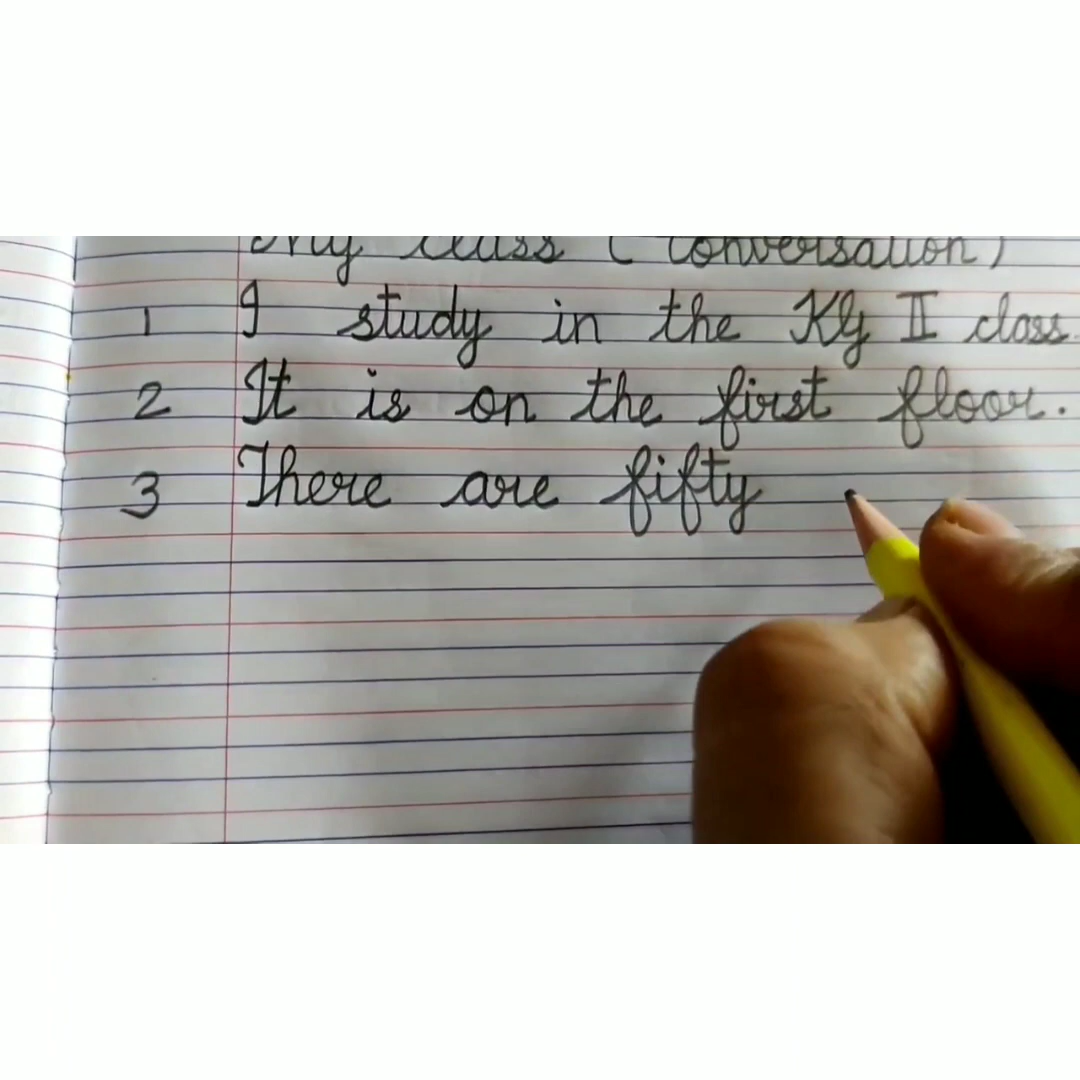 My class ( Conversation )
1 I study in the KG II class.
2 It is on the first floor.
3 There are fifty